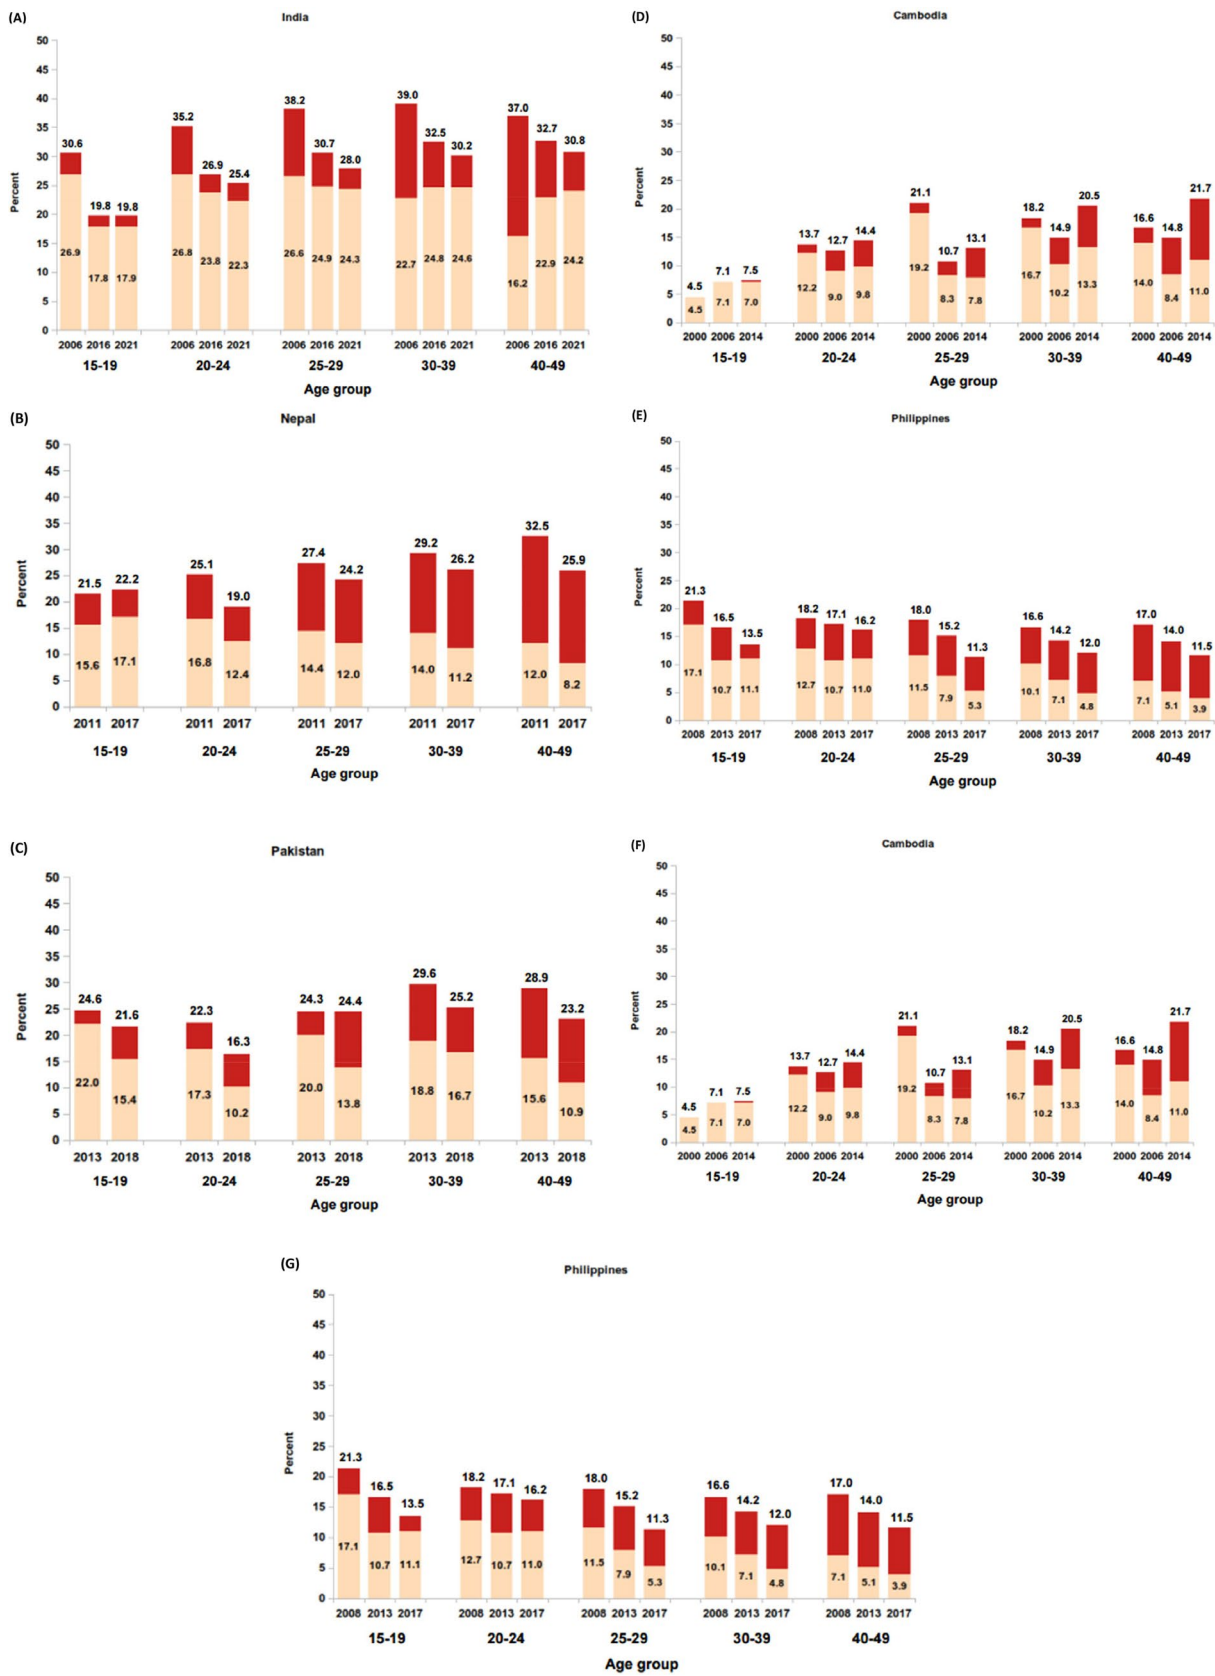 (A)
India
50
45
40
35
30
25
20
15
10
5
0
Percent
30.6 19.8 19.8 35.2 26.9 25.4 38.2 30.7 28.0 39.0 32.5 30.2 37.0 32.7 30.8
26.9 17.8 17.9 26.8 23.8 22.3 26.6 24.9 24.3 22.7 24.8 24.6 16.2 22.9 24.2
2006 2016 2021 2006 2016 2021 2006 2016 2021 2006 2016 2021 2006 2016 2021
15-19 20-24 25-29 30-39 40-49
Age group
(D)
Cambodia
50
45
40
35
30
25
20
15
10
5
0
Percent
4.5 7.1 7.5 13.7 12.7 14.4 21.1 10.7 13.1 18.2 14.9 20.5 16.6 14.8 21.7
4.5 7.1 7.0 12.2 9.0 9.8 19.2 8.3 7.8 16.7 10.2 13.3 14.0 8.4 11.0
2000 2006 2014 2000 2006 2014 2000 2006 2014 2000 2006 2014 2000 2006 2014
15-19 20-24 25-29 30-39 40-49
Age group
(B)
Nepal
50
45
40
35
30
25
20
15
10
5
0
Percent
21.5 22.2 25.1 19.0 27.4 24.2 29.2 26.2 32.5 25.9
15.6 17.1 16.8 12.4 14.4 12.0 14.0 11.2 12.0 8.2
2011 2017 2011 2017 2011 2017 2011 2017 2011 2017
15-19 20-24 25-29 30-39 40-49
Age group
(E)
Philippines
50
45
40
35
30
25
20
15
10
5
0
Percent
21.3 16.5 13.5 18.2 17.1 16.2 18.0 15.2 11.3 16.6 14.2 12.0 17.0 14.0 11.5
17.1 10.7 11.1 12.7 10.7 11.0 11.5 7.9 5.3 10.1 7.1 4.8 7.1 5.1 3.9
2008 2013 2017 2008 2013 2017 2008 2013 2017 2008 2013 2017 2008 2013 2017
15-19 20-24 25-29 30-39 40-49
Age group
(C)
Pakistan
50
45
40
35
30
25
20
15
10
5
0
Percent
24.6 21.6 22.3 16.3 24.3 24.4 29.6 25.2 28.9 23.2
22.0 15.4 17.3 10.2 20.0 13.8 18.8 16.7 15.6 10.9
2013 2018 2013 2018 2013 2018 2013 2018 2013 2018
15-19 20-24 25-29 30-39 40-49
Age group
(F)
Cambodia
50
45
40
35
30
25
20
15
10
5
0
Percent
4.5 7.1 7.5 13.7 12.7 14.4 21.1 10.7 13.1 18.2 14.9 20.5 16.6 14.8 21.7
4.5 7.1 7.0 12.2 9.0 9.8 19.2 8.3 7.8 16.7 10.2 13.3 14.0 8.4 11.0
2000 2006 2014 2000 2006 2014 2000 2006 2014 2000 2006 2014 2000 2006 2014
15-19 20-24 25-29 30-39 40-49
Age group
(G)
Philippines
50
45
40
35
30
25
20
15
10
5
0
Percent
21.3 16.5 13.5 18.2 17.1 16.2 18.0 15.2 11.3 16.6 14.2 12.0 17.0 14.0 11.5
17.1 10.7 11.1 12.7 10.7 11.0 11.5 7.9 5.3 10.1 7.1 4.8 7.1 5.1 3.9
2008 2013 2017 2008 2013 2017 2008 2013 2017 2008 2013 2017 2008 2013 2017
15-19 20-24 25-29 30-39 40-49
Age group